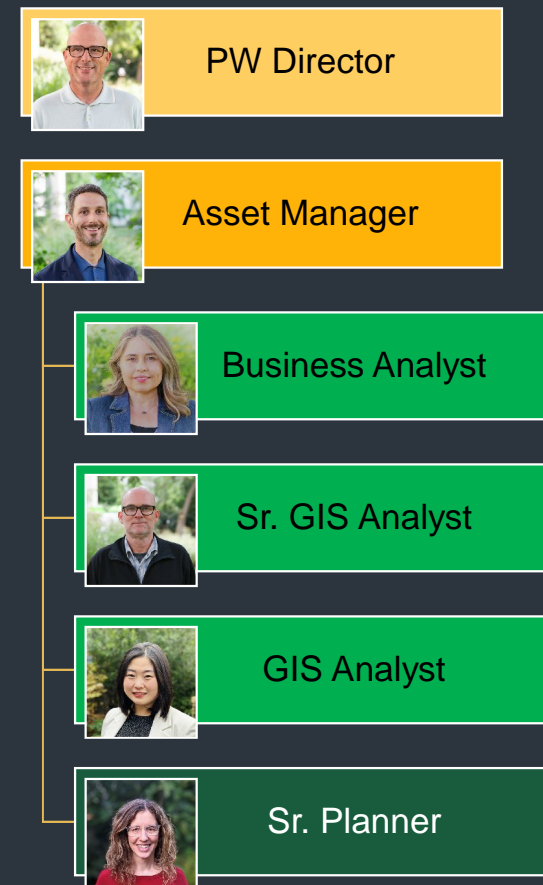 PW Director
Asset Manager
Business Analyst
Sr. GIS Analyst
GIS Analyst
Sr. Planner